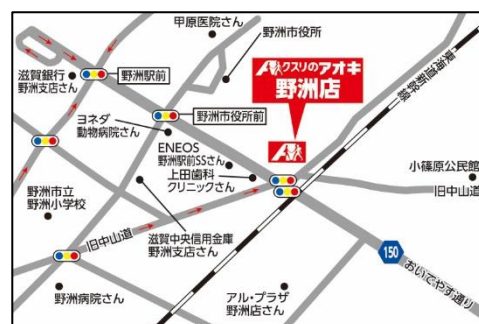 甲原医院さん
野洲市役所
滋賀銀行
野洲支店さん
野洲駅前
クスリのアオキ
野洲店
東海道新幹線
ヨネダ
動物病院さん
野洲市役所前
ENEOS
野洲駅前SSさん
上田歯科
クリニックさん
小篠原公民館
旧中山道
野洲市立
野洲小学校
旧中山道
滋賀中央信用金庫
野洲支店さん
150
おいでやす通り
野洲病院さん
アル・プラザ
野洲店さん